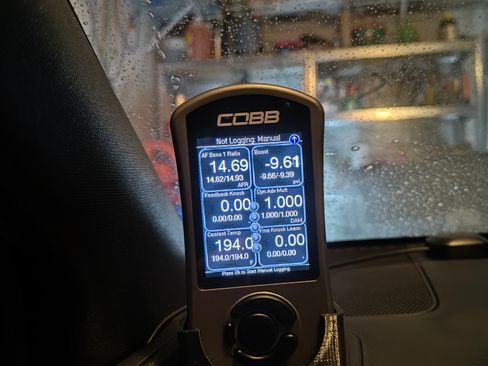 COBB
Not Logging: Manual
AF Sens 1 Ratio
14.69
14.62/14.93
AFR
Boost
-9.61
-9.66/-9.39
psi
Feedback Knock
0.00
0.00/0.00
Dyn Adv Mult
1.000
1.000/1.000
DAM
Coolant Temp
194.0
194.0/194.0
F
Fine Knock Learn
0.00
0.00/0.00
Press Ok to Start Manual Logging